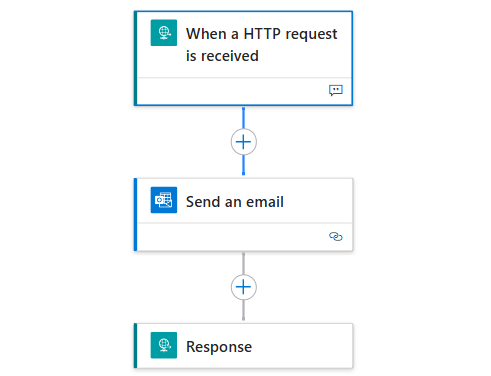 When a HTTP request
is received
Send an email
Response